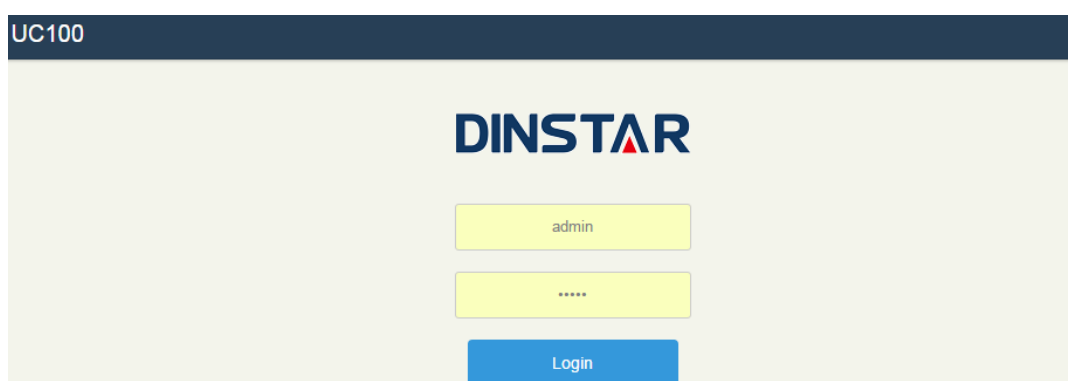 UC100
DINSTAR
admin
•••••
Login